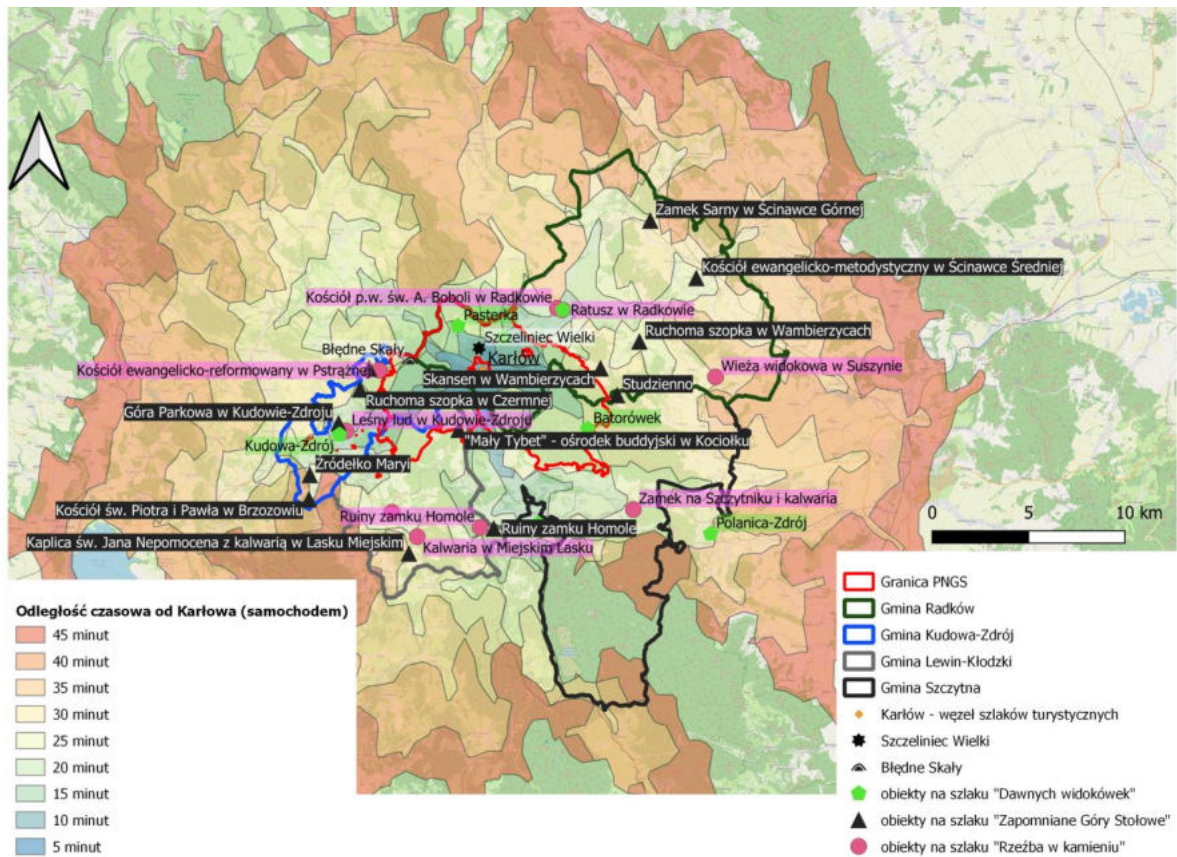 Zamek Sarny w Ścinawce Górnej
Kościół ewangelicko-metodystyczny w Ścinawce Średniej
Kościół p.w. św. A. Boboli w Radkowie
Ratusz w Radkowie
Pasterka
Ruchoma szopka w Wambierzycach
Szczeliniec Wielki
Błędne Skały
Karłów
Kościół ewangelicko-reformowany w Pstrążnej
Skansen w Wambierzycach
Wieża widokowa w Suszynie
Studzienno
Ruchoma szopka w Czermnej
Góra Parkowa w Kudowie-Zdroju
Leśny lud w Kudowie-Zdroju
Batorówek
Kudowa-Zdrój
"Mały Tybet" - ośrodek buddyjski w Kociołku
Źródełko Maryi
Kościół św. Piotra i Pawła w Brzozowiu
Zamek na Szczytniku i kalwaria
Ruiny zamku Homole
Ruiny zamku Homole
Polanica-Zdrój
Kaplica św. Jana Nepomocena z kalwarią w Lasku Miejskim
Kalwaria w Miejskim Lasku
0 5 10 km
Odległość czasowa od Karłowa (samochodem)
45 minut
40 minut
35 minut
30 minut
25 minut
20 minut
15 minut
10 minut
5 minut
Granica PNGS
Gmina Radków
Gmina Kudowa-Zdrój
Gmina Lewin-Kłodzki
Gmina Szczytna
Karłów - węzeł szlaków turystycznych
Szczeliniec Wielki
Błędne Skały
obiekty na szlaku "Dawnych widokówek"
obiekty na szlaku "Zapomniane Góry Stołowe"
obiekty na szlaku "Rzeźba w kamieniu"